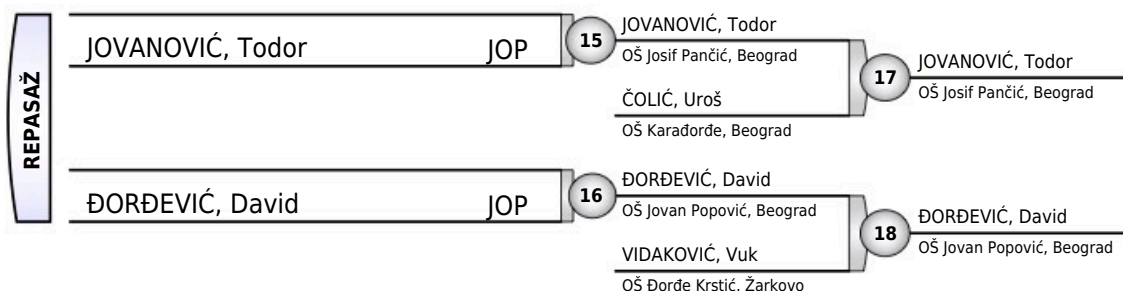 REPASAŽ
JOVANOVIĆ, Todor JOP
15
JOVANOVIĆ, Todor
OŠ Josif Pančić, Beograd
ČOLIĆ, Uroš
OŠ Karađorđe, Beograd
17
JOVANOVIĆ, Todor
OŠ Josif Pančić, Beograd
ĐORĐEVIĆ, David JOP
16
ĐORĐEVIĆ, David
OŠ Jovan Popović, Beograd
VIDAKOVIĆ, Vuk
OŠ Đorđe Krstić, Žarkovo
18
ĐORĐEVIĆ, David
OŠ Jovan Popović, Beograd